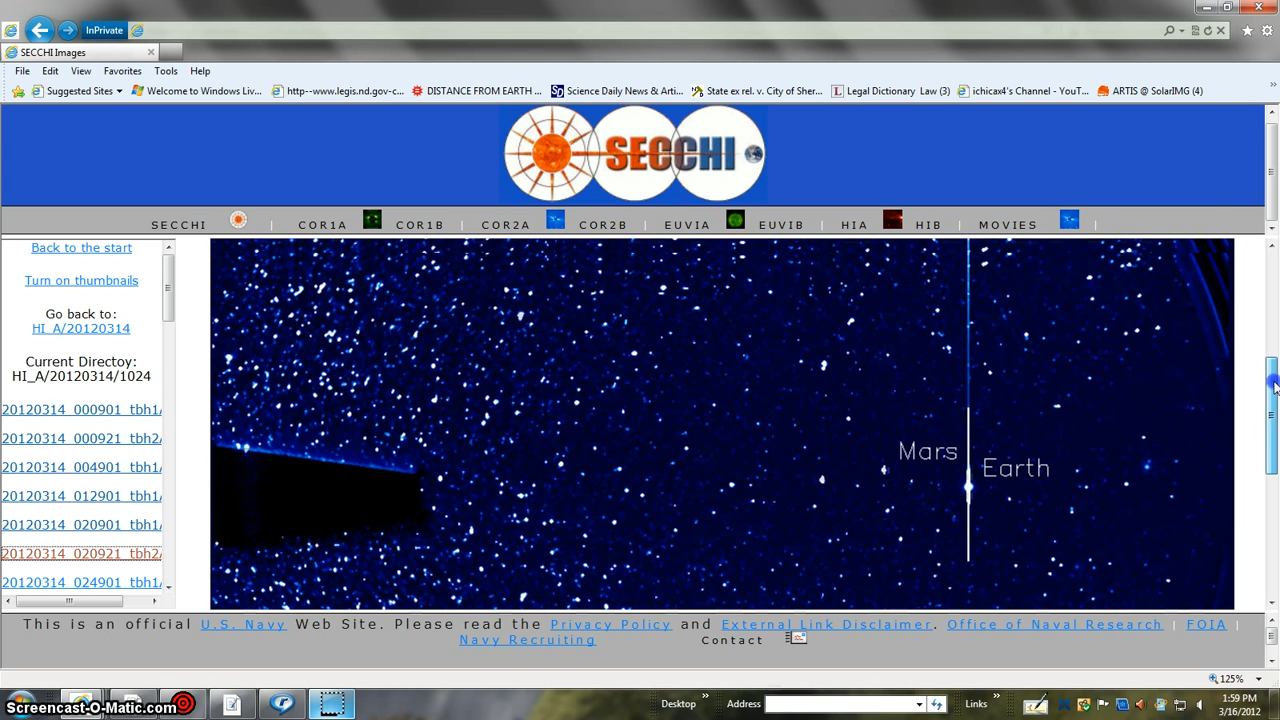 InPrivate
SECCHI Images
File Edit View Favorites Tools Help
Suggested Sites Welcome to Windows Liv... http--www.legis.nd.gov-c... DISTANCE FROM EARTH ... Science Daily News & Arti... State ex rel. v. City of Sher... Legal Dictionary Law (3) ichicax4's Channel - YouT... ARTIS @ SolarIMG (4)
SECCHI
SECCHI | COR1A COR1B | COR2A COR2B | EUVIA EUVIB | HIA HIB | MOVIES |
Back to the start
Turn on thumbnails
Go back to:
HI_A/20120314
Current Directoy:
HI_A/20120314/1024
20120314_000901_tbh1
20120314_000921_tbh2
20120314_004901_tbh1
20120314_012901_tbh1
20120314_020901_tbh1
20120314_020921_tbh2
20120314_024901_tbh1
Mars
Earth
This is an official U.S. Navy Web Site. Please read the Privacy Policy and External Link Disclaimer. Office of Naval Research | FOIA |
Navy Recruiting Contact
125%
Screencast-O-Matic.com
Desktop » Address Links »
1:59 PM
3/16/2012